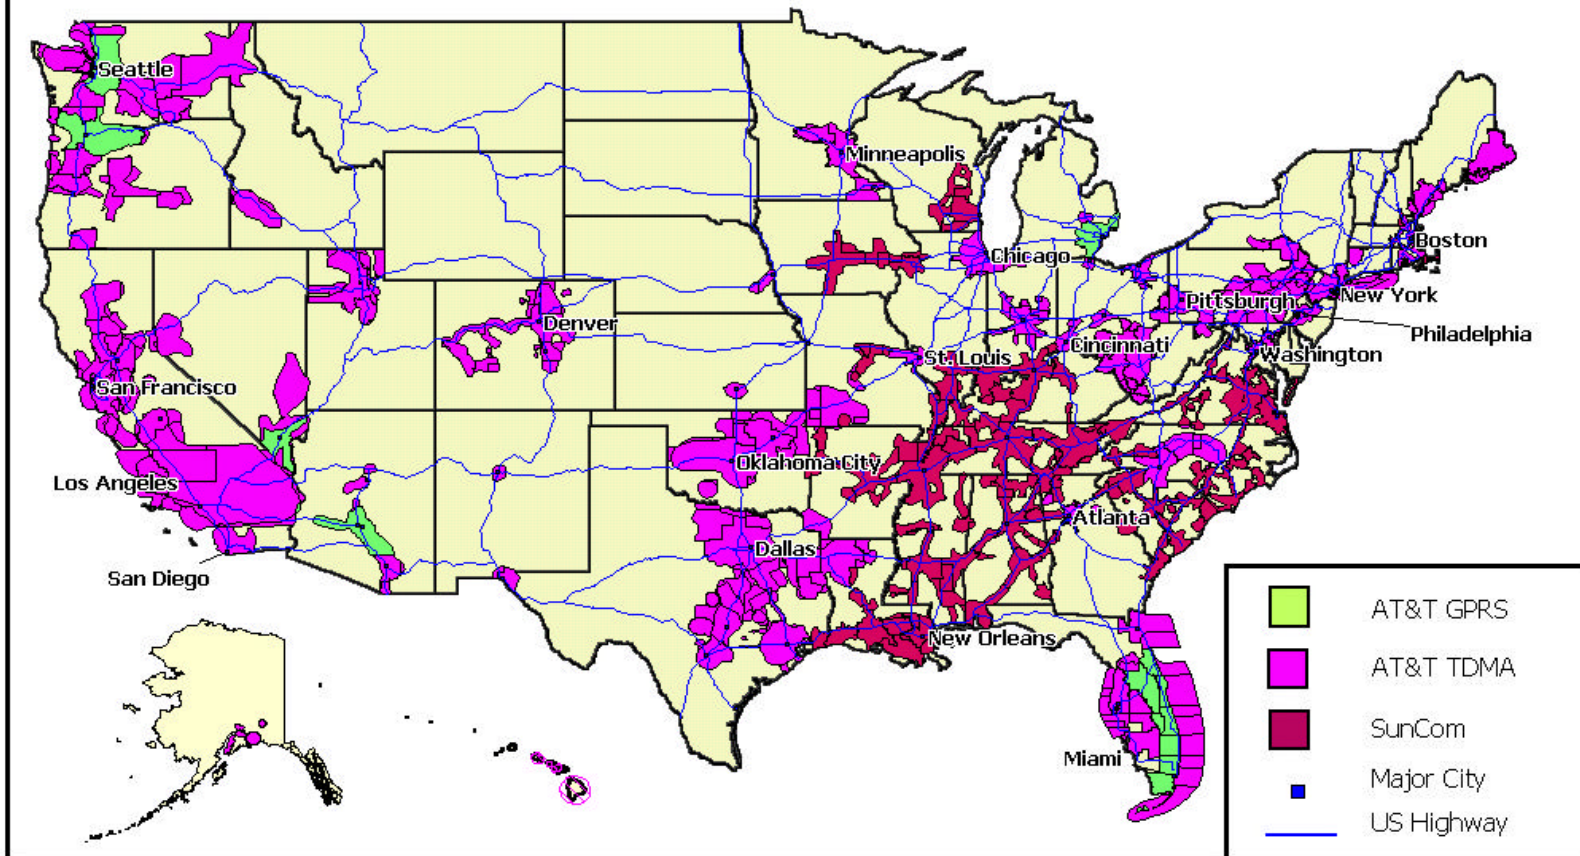 Seattle
Minneapolis
Boston
Chicago
New York
Pittsburgh
Denver
Philadelphia
Cincinnati
St. Louis
Washington
San Francisco
Oklahoma City
Los Angeles
Atlanta
Dallas
San Diego
New Orleans
Miami
AT&T GPRS
AT&T TDMA
SunCom
Major City
US Highway